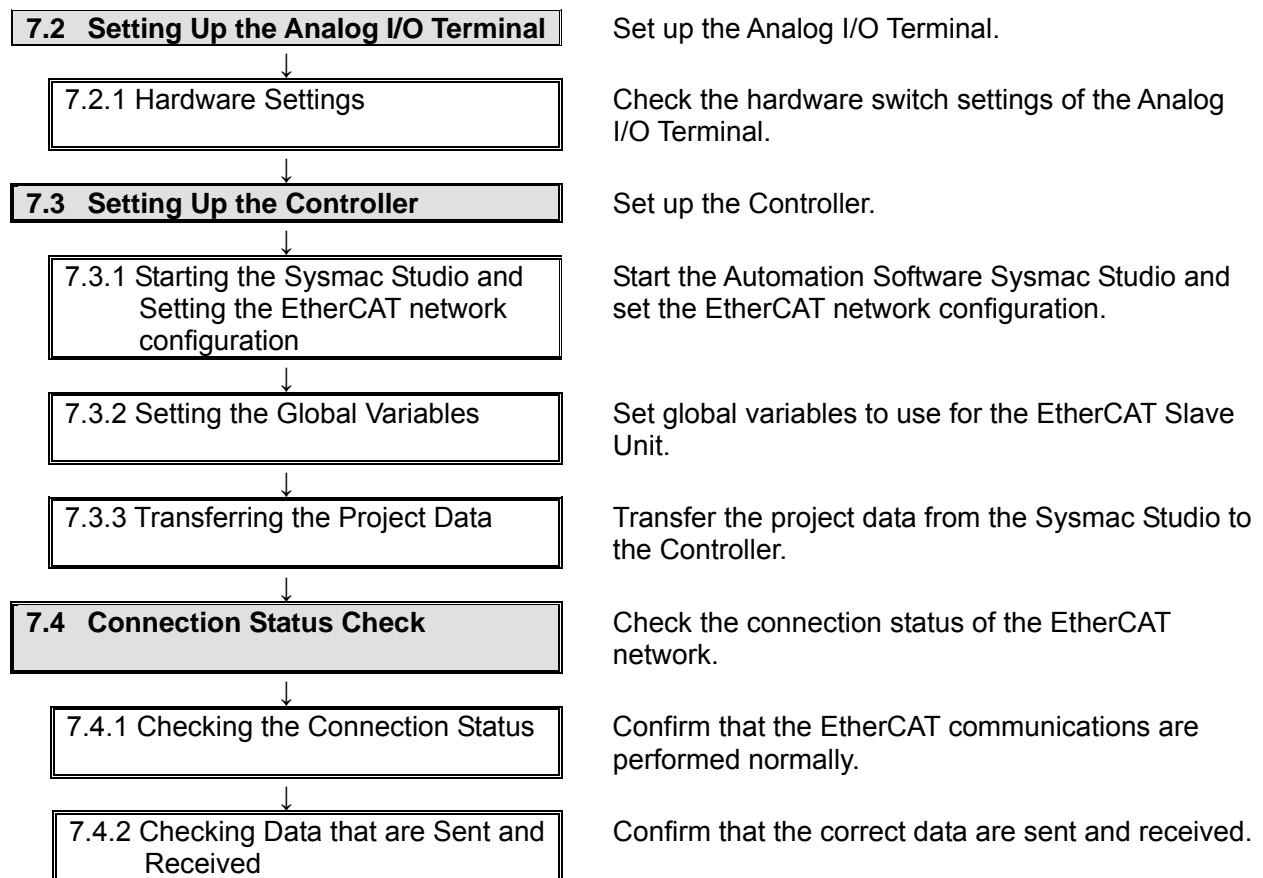 7.2 Setting Up the Analog I/O Terminal
Set up the Analog I/O Terminal.
↓
7.2.1 Hardware Settings
Check the hardware switch settings of the Analog
I/O Terminal.
↓
7.3 Setting Up the Controller
Set up the Controller.
↓
7.3.1 Starting the Sysmac Studio and
Setting the EtherCAT network
configuration
Start the Automation Software Sysmac Studio and
set the EtherCAT network configuration.
↓
7.3.2 Setting the Global Variables
Set global variables to use for the EtherCAT Slave
Unit.
↓
7.3.3 Transferring the Project Data
Transfer the project data from the Sysmac Studio to
the Controller.
↓
7.4 Connection Status Check
Check the connection status of the EtherCAT
network.
↓
7.4.1 Checking the Connection Status
Confirm that the EtherCAT communications are
performed normally.
↓
7.4.2 Checking Data that are Sent and
Received
Confirm that the correct data are sent and received.